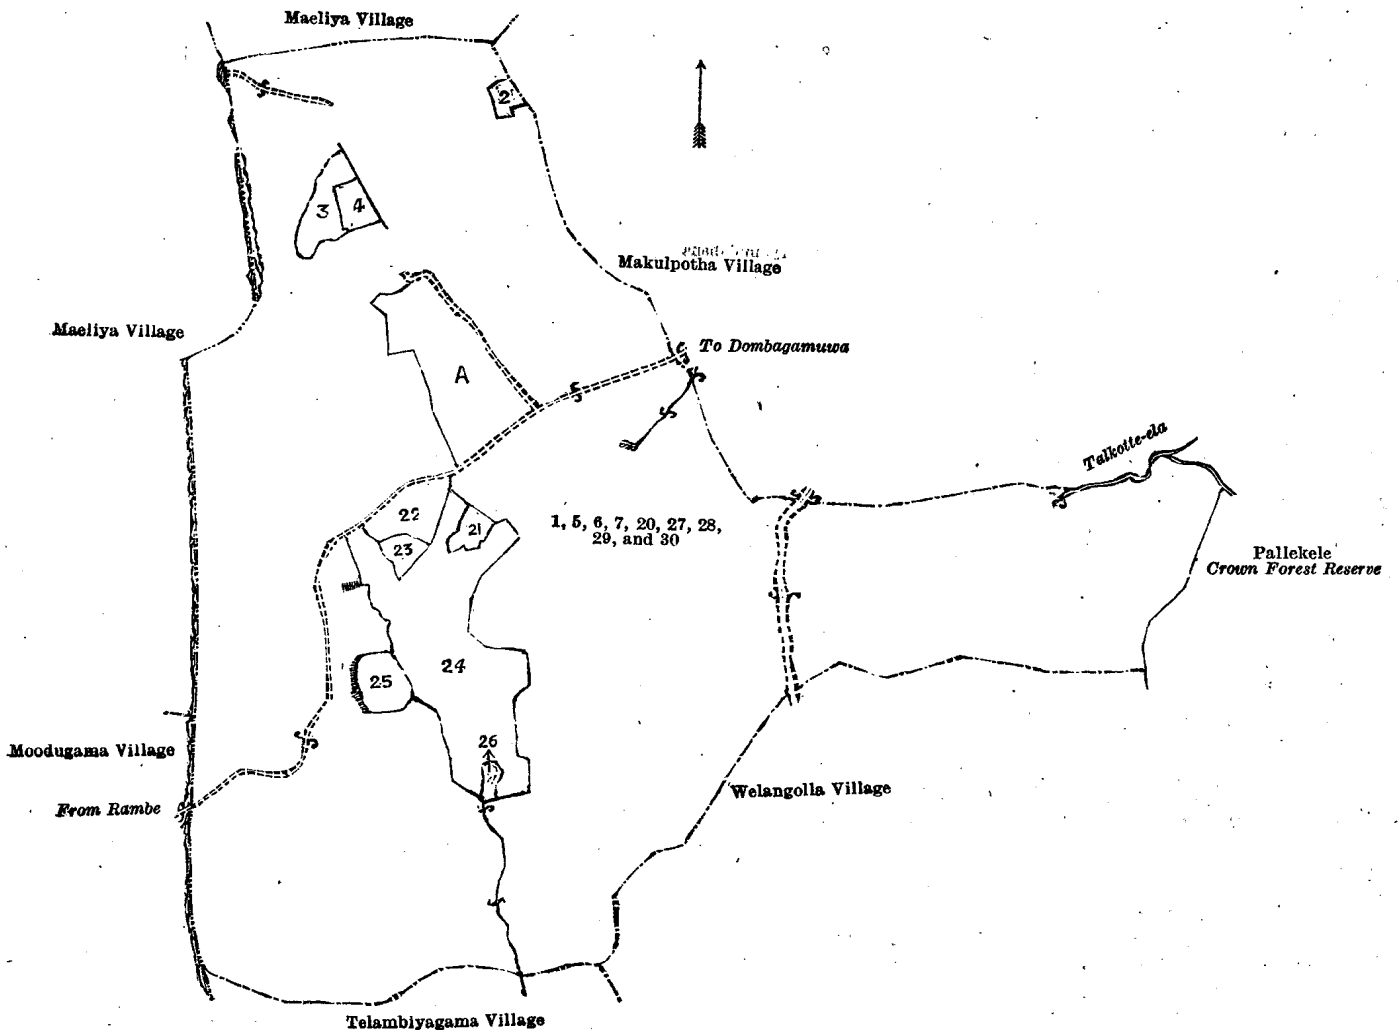 Maeliya Village
2
3
4
Makulpotha Village
Maeliya Village
To Dombagamuwa
A
Talkotte-ela
22
21
1, 5, 6, 7, 20, 27, 28,
29, and 30
23
Pallekele
Crown Forest Reserve
24
25
26
Moodugama Village
Welangolla Village
From Rambe
Telambiyagama Village